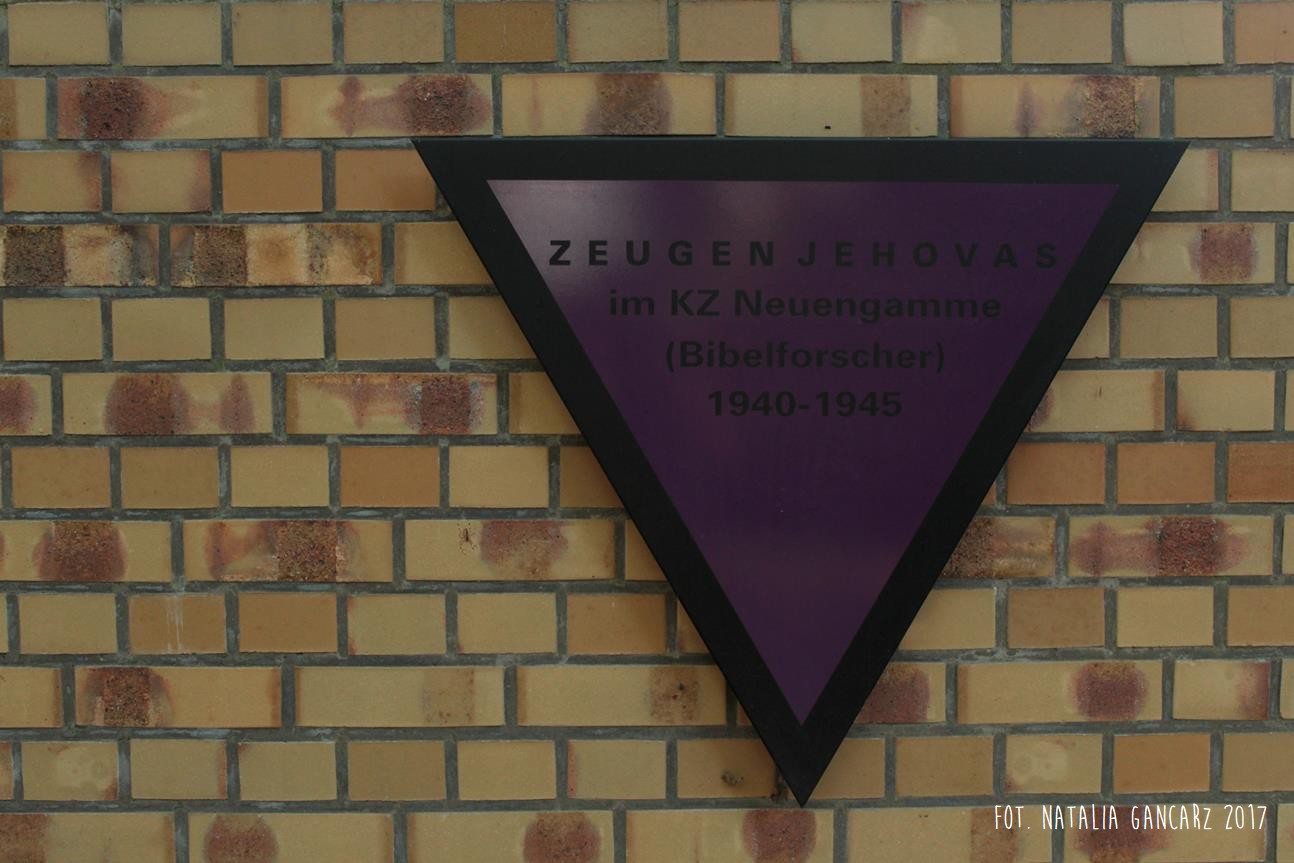 ZEUGEN JEHOVAS
im KZ Neuengamme
(Bibelforscher)
1940-1945
FOT. NATALIA GANCARZ 2017